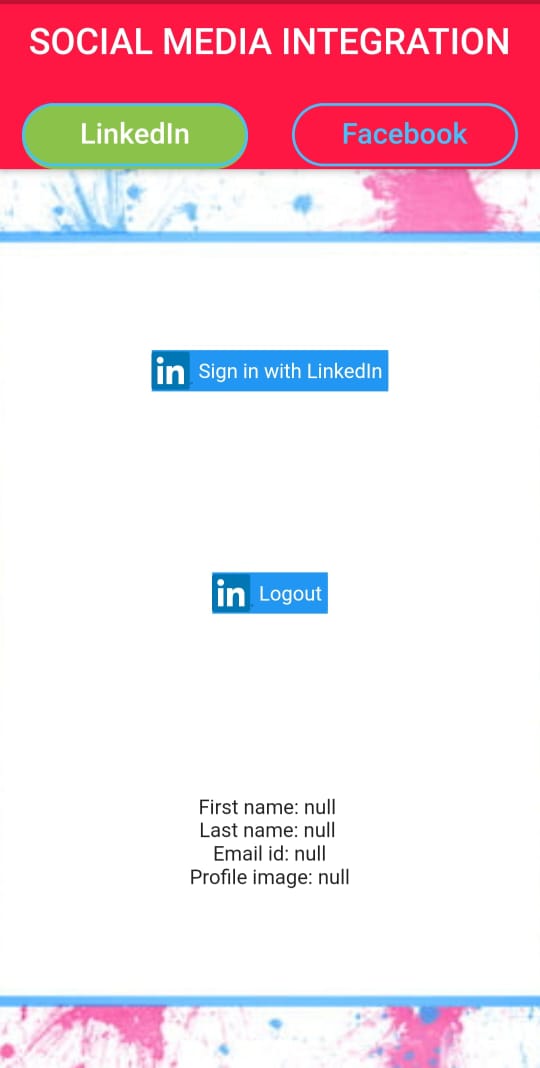 SOCIAL MEDIA INTEGRATION
LinkedIn
Facebook
in Sign in with LinkedIn
in Logout
First name: null
Last name: null
Email id: null
Profile image: null